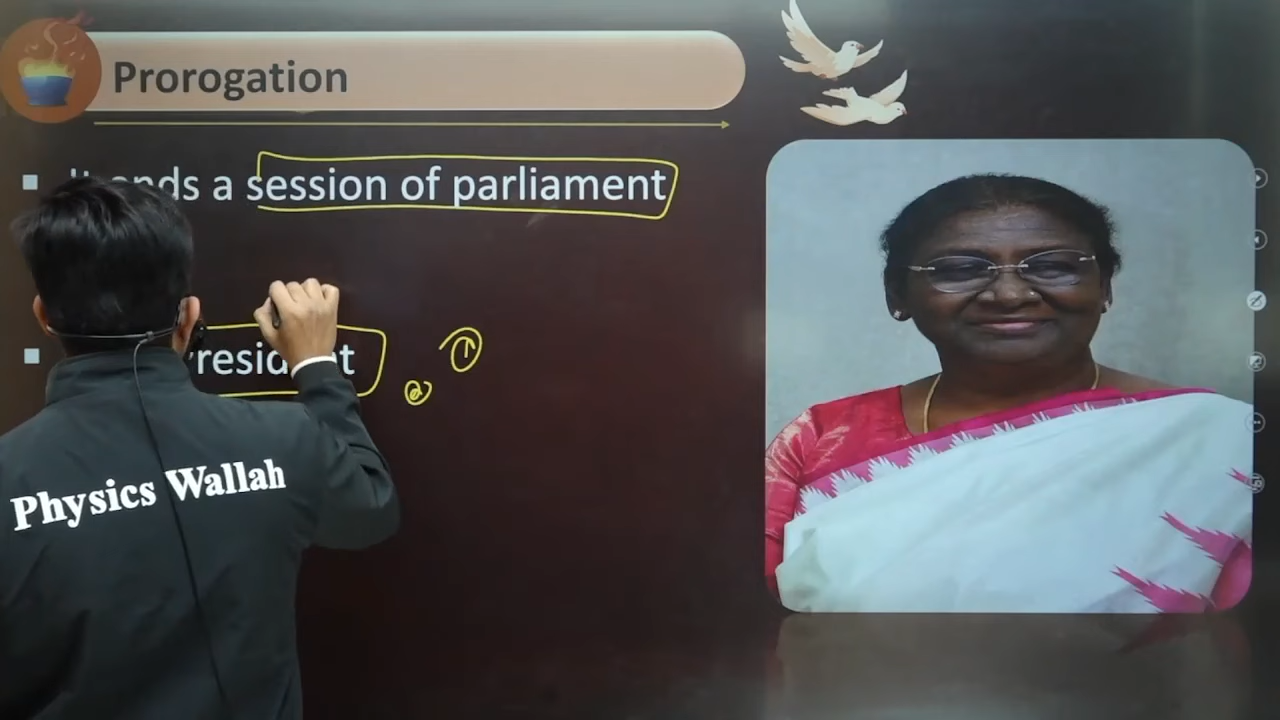 Prorogation
ends a session of parliament
resid t
Physics Wallah